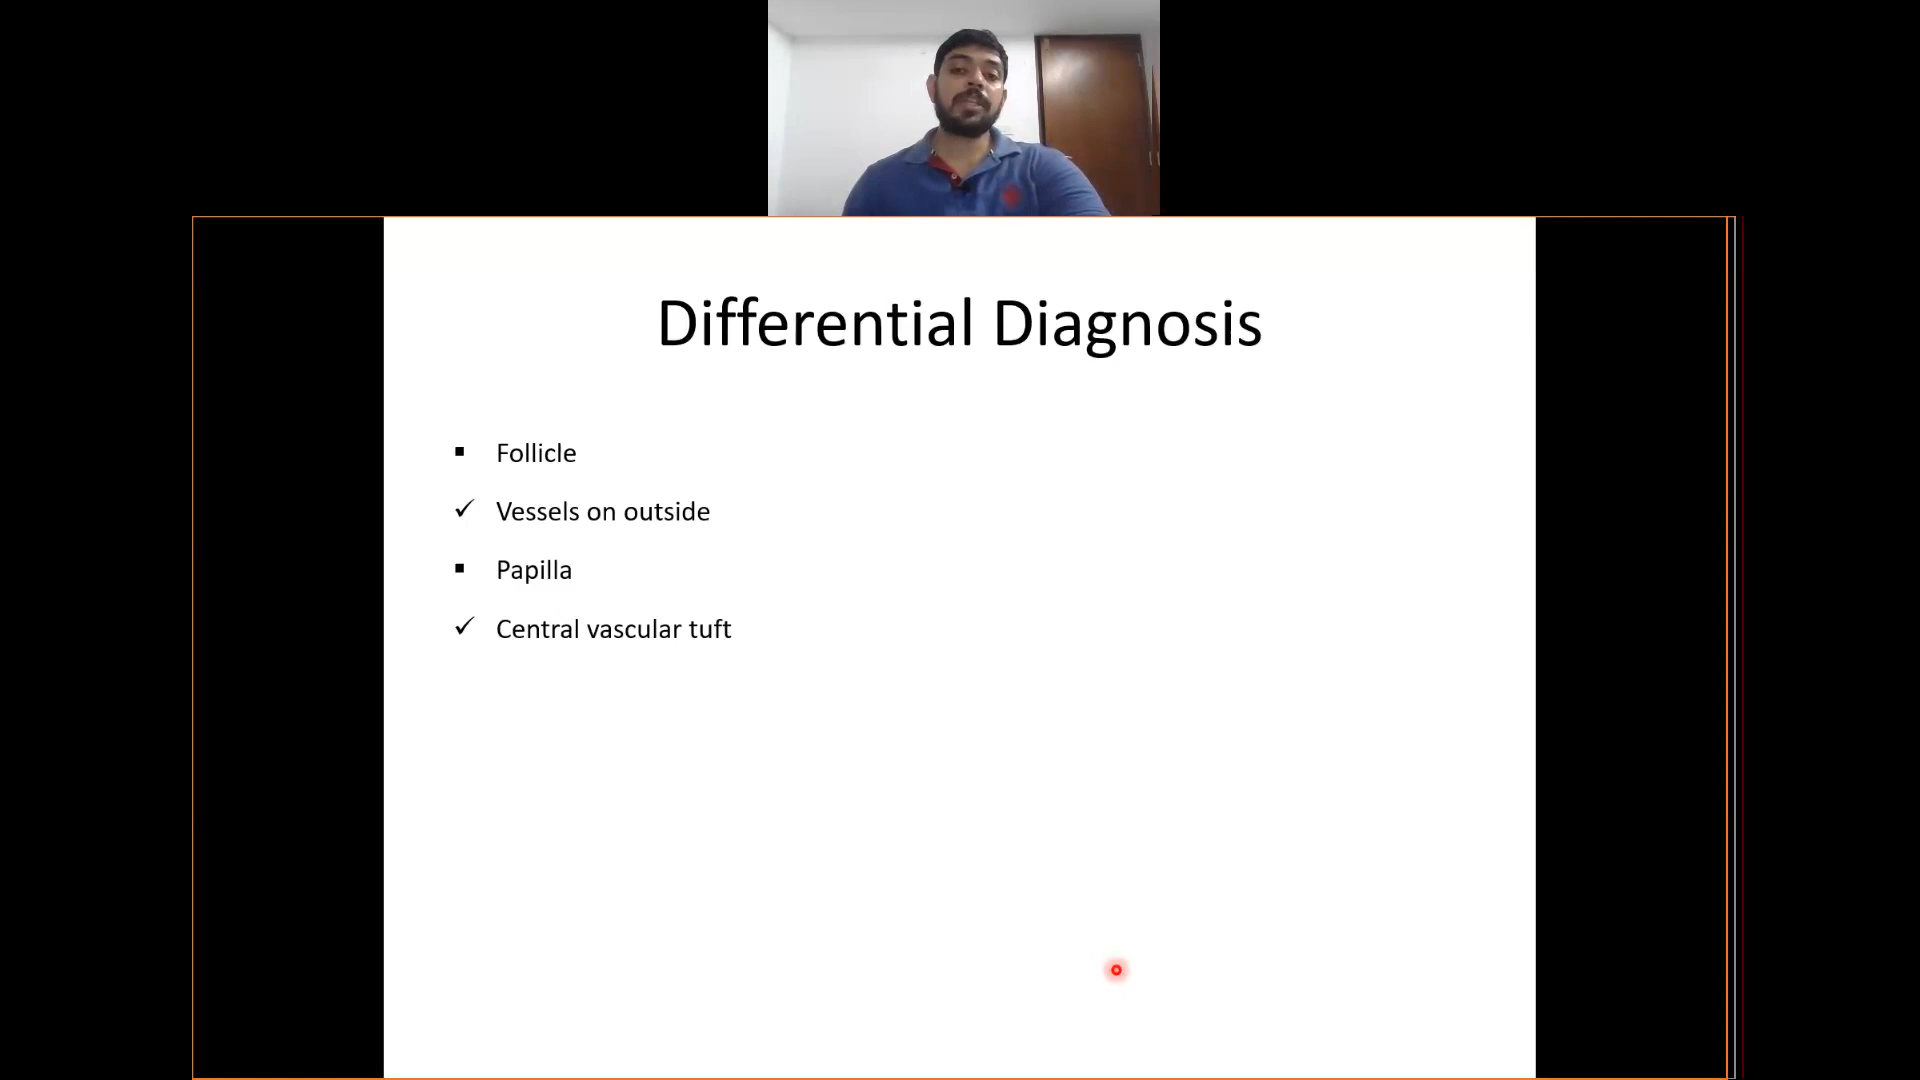 Differential Diagnosis
▪ Follicle
✓ Vessels on outside
▪ Papilla
✓ Central vascular tuft